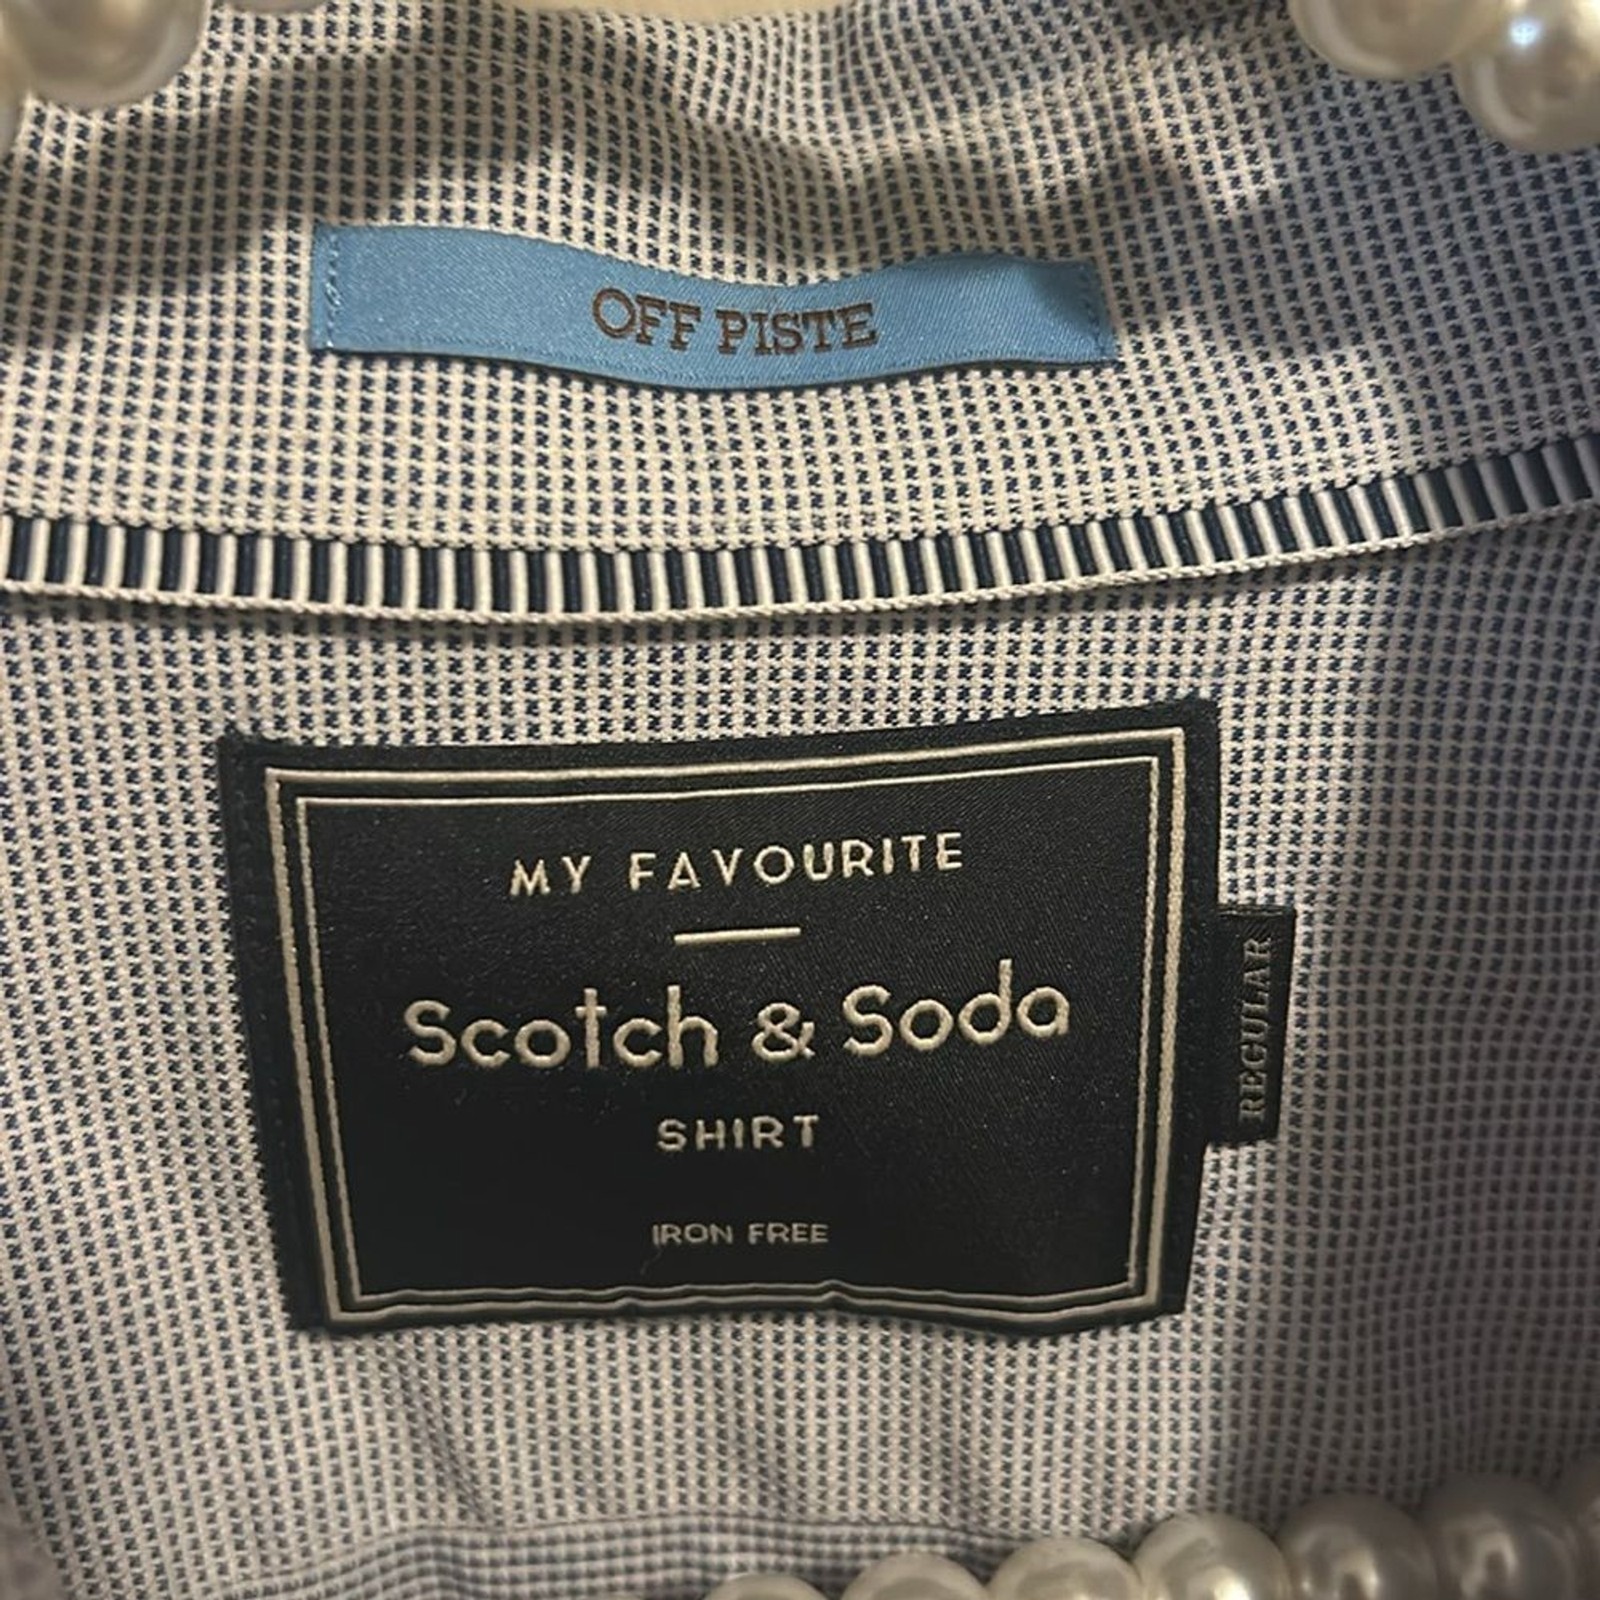 OFF PISTE
MY FAVOURITE
Scotch & Soda
SHIRT
IRON FREE
REGULAR